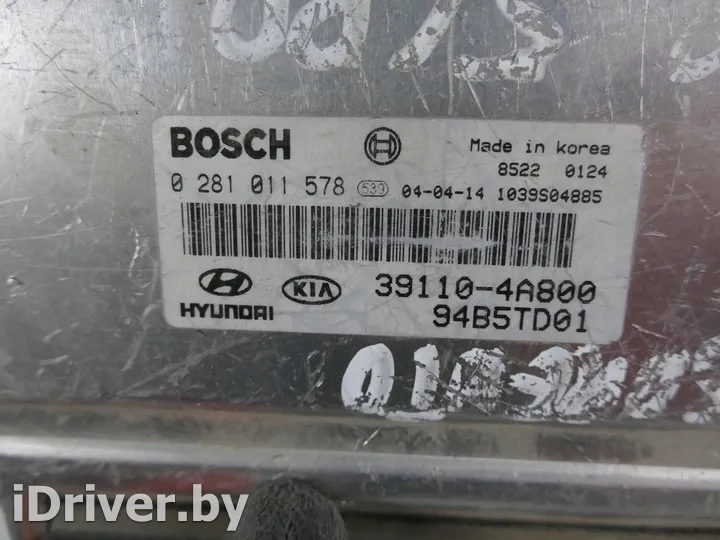 BOSCH
Made in korea
8522 0124
0 281 011 578 539 04-04-14 1039S04885
HYUNDAI KIA 39110-4A800
94B5TD01
iDriver.by